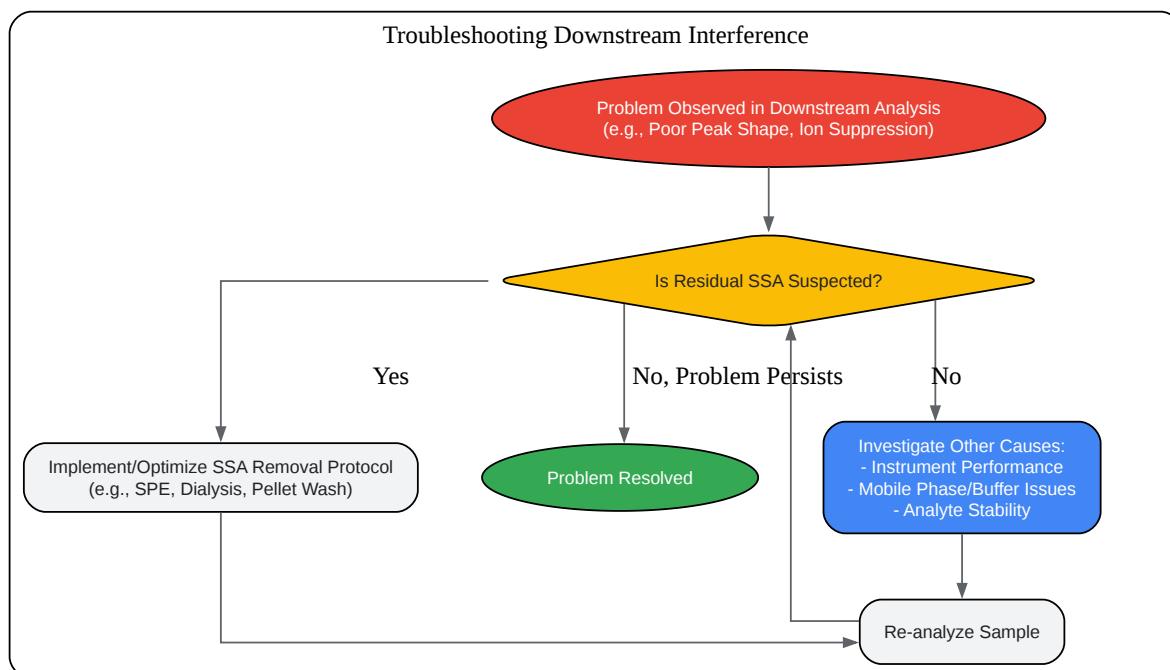 Troubleshooting Downstream Interference
Problem Observed in Downstream Analysis
(e.g., Poor Peak Shape, Ion Suppression)
Is Residual SSA Suspected?
Yes
No, Problem Persists
No
Implement/Optimize SSA Removal Protocol
(e.g., SPE, Dialysis, Pellet Wash)
Problem Resolved
Investigate Other Causes:
- Instrument Performance
- Mobile Phase/Buffer Issues
- Analyte Stability
Re-analyze Sample